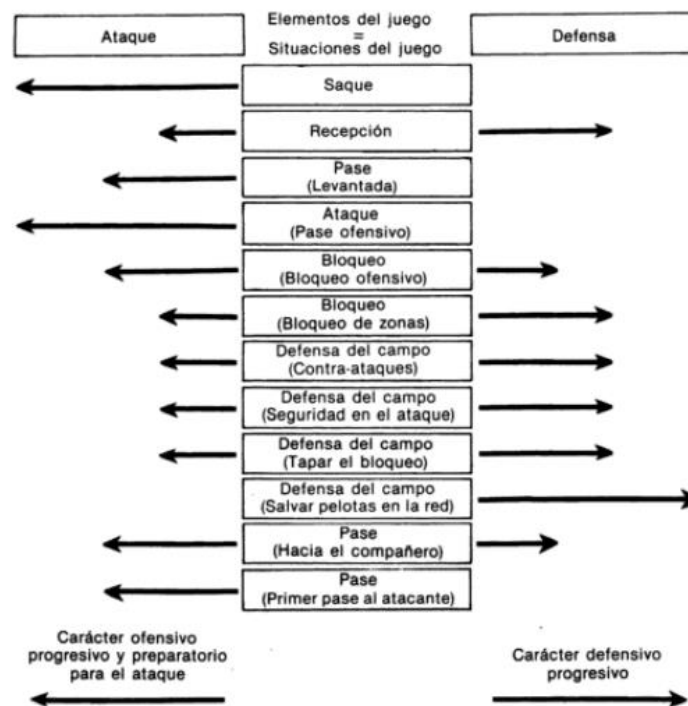 Ataque
Elementos del juego
=
Situaciones del juego
Defensa
Saque
Recepción
Pase
(Levantada)
Ataque
(Pase ofensivo)
Bloqueo
(Bloqueo ofensivo)
Bloqueo
(Bloqueo de zonas)
Defensa del campo
(Contra-ataques)
Defensa del campo
(Seguridad en el ataque)
Defensa del campo
(Tapar el bloqueo)
Defensa del campo
(Salvar pelotas en la red)
Pase
(Hacia el compañero)
Pase
(Primer pase al atacante)
Carácter ofensivo
progresivo y preparatorio
para el ataque
Carácter defensivo
progresivo